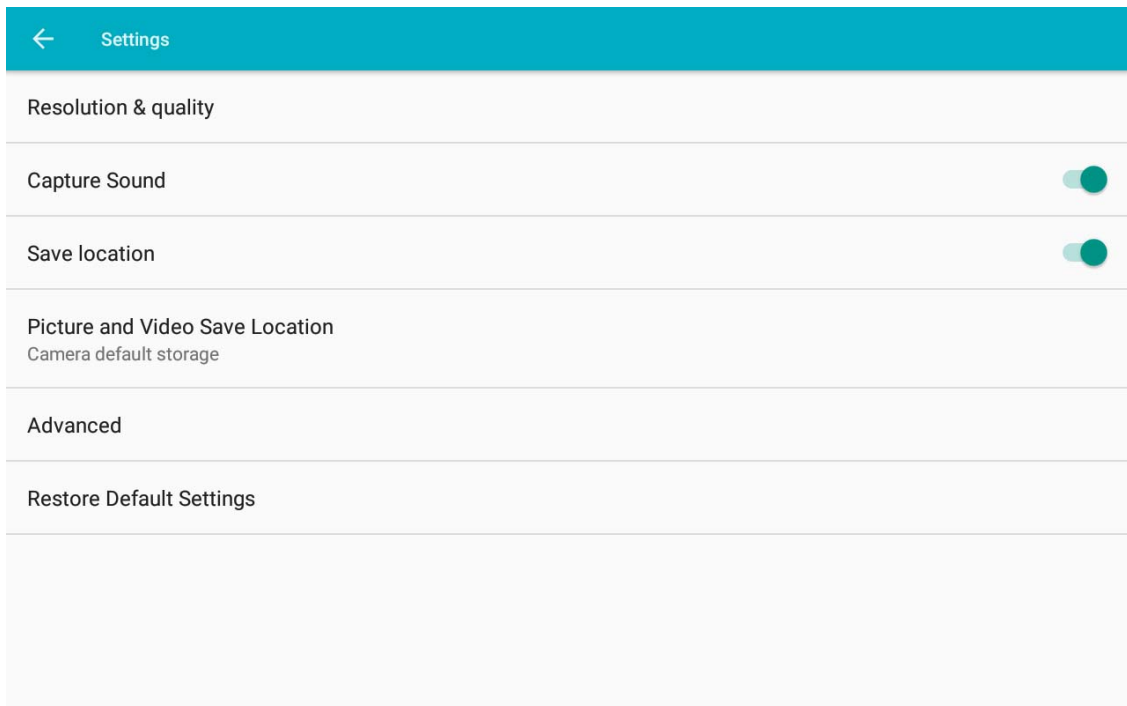 Settings
Resolution & quality
Capture Sound
Save location
Picture and Video Save Location
Camera default storage
Advanced
Restore Default Settings